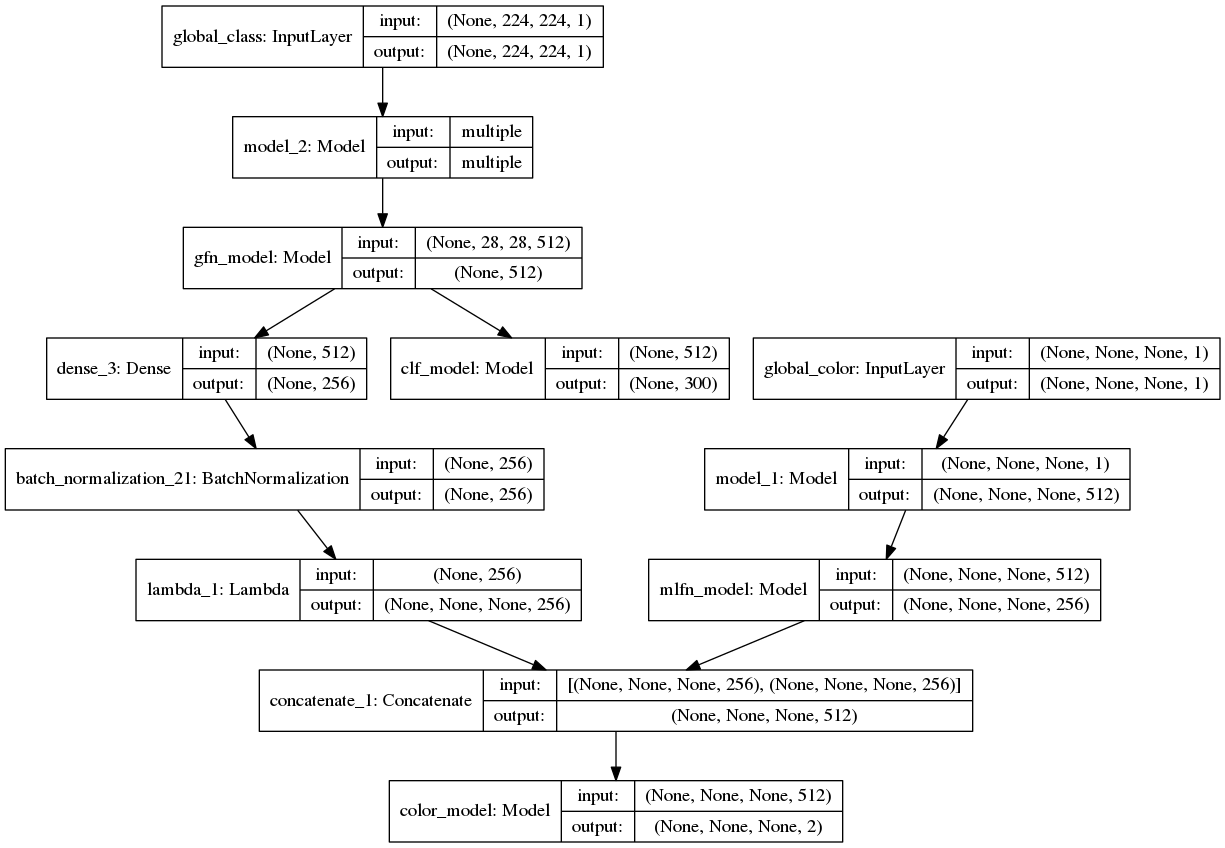 global_class: InputLayer
input: (None, 224, 224, 1)
output: (None, 224, 224, 1)
model_2: Model
input: multiple
output: multiple
gfn_model: Model
input: (None, 28, 28, 512)
output: (None, 512)
dense_3: Dense
input: (None, 512)
output: (None, 256)
clf_model: Model
input: (None, 512)
output: (None, 300)
global_color: InputLayer
input: (None, None, None, 1)
output: (None, None, None, 1)
batch_normalization_21: BatchNormalization
input: (None, 256)
output: (None, 256)
model_1: Model
input: (None, None, None, 1)
output: (None, None, None, 512)
lambda_1: Lambda
input: (None, 256)
output: (None, None, None, 256)
mlfn_model: Model
input: (None, None, None, 512)
output: (None, None, None, 256)
concatenate_1: Concatenate
input: [(None, None, None, 256), (None, None, None, 256)]
output: (None, None, None, 512)
color_model: Model
input: (None, None, None, 512)
output: (None, None, None, 2)